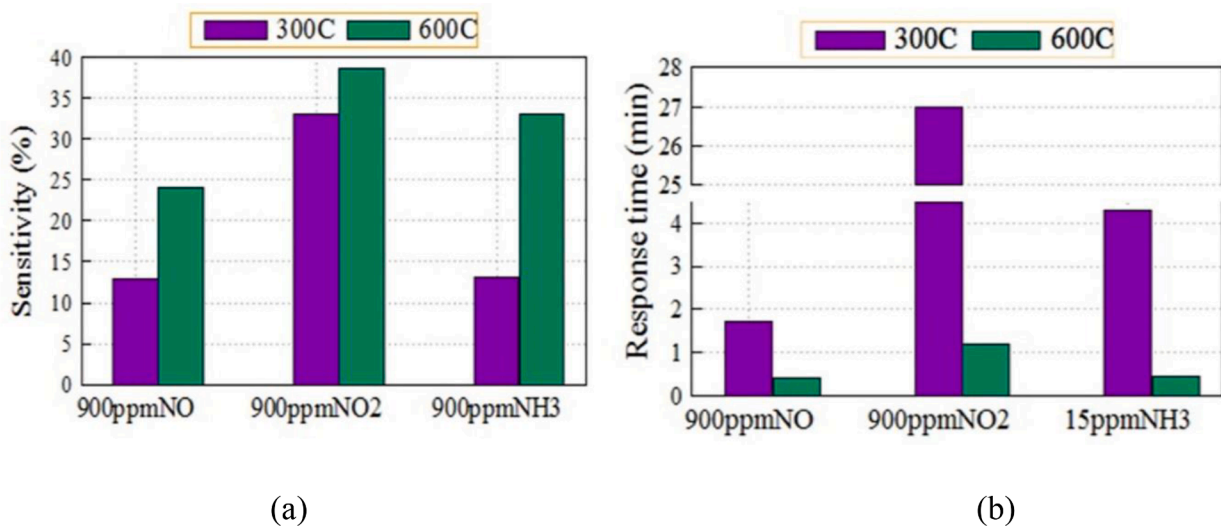 300C 600C
Sensitivity (%)
40
35
30
25
20
15
10
5
0
900ppmNO 900ppmNO2 900ppmNH3
(a)
300C 600C
Response time (min)
28
27
26
25
4
3
2
1
0
900ppmNO 900ppmNO2 15ppmNH3
(b)